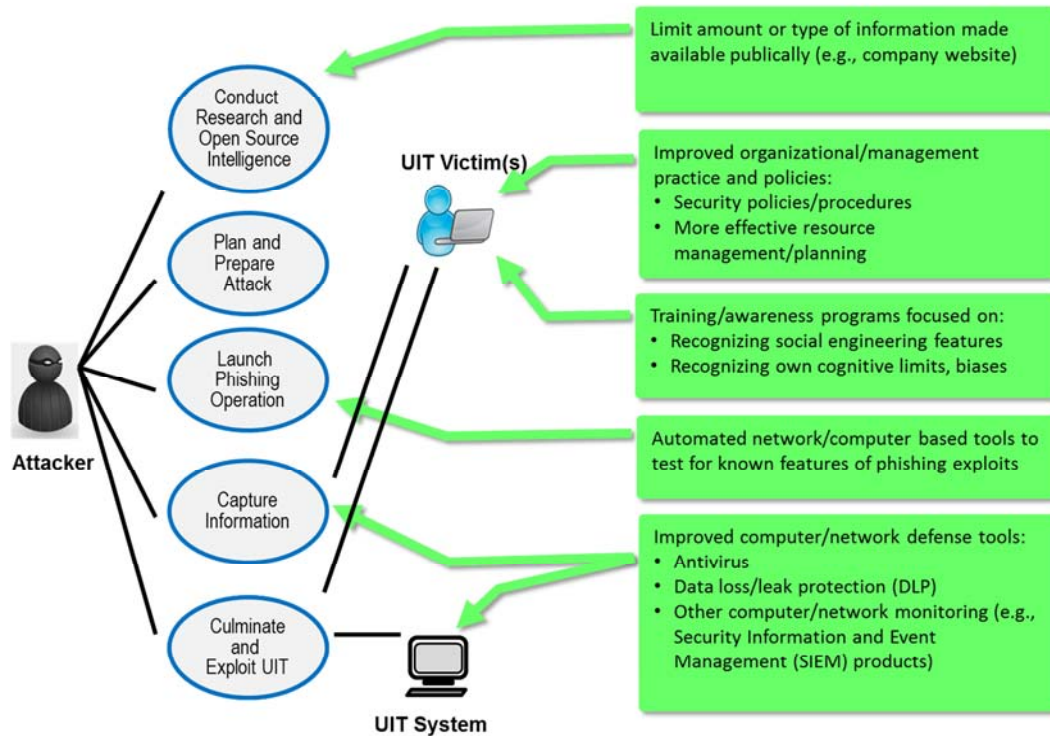 Conduct
Research and
Open Source
Intelligence
Plan and
Prepare
Attack
Launch
Phishing
Operation
Capture
Information
Culminate
and
Exploit UIT
Attacker
UIT Victim(s)
UIT System
Limit amount or type of information made
available publically (e.g., company website)
Improved organizational/management
practice and policies:
• Security policies/procedures
• More effective resource
management/planning
Training/awareness programs focused on:
• Recognizing social engineering features
• Recognizing own cognitive limits, biases
Automated network/computer based tools to
test for known features of phishing exploits
Improved computer/network defense tools:
• Antivirus
• Data loss/leak protection (DLP)
• Other computer/network monitoring (e.g.,
Security Information and Event
Management (SIEM) products)